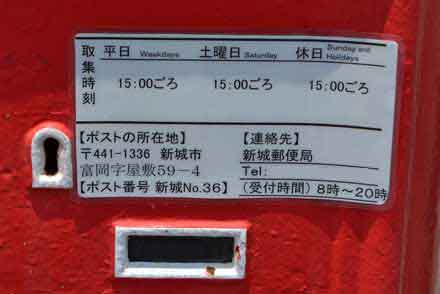 取集時刻
平日 Weekdays 土曜日 Saturday 休日 Sunday and Holidays
15:00ごろ 15:00ごろ 15:00ごろ
【ポストの所在地】 【連絡先】
〒441-1336 新城市 新城郵便局
富岡字屋敷59-4 Tel:
【ポスト番号 新城No.36】 (受付時間) 8時~20時